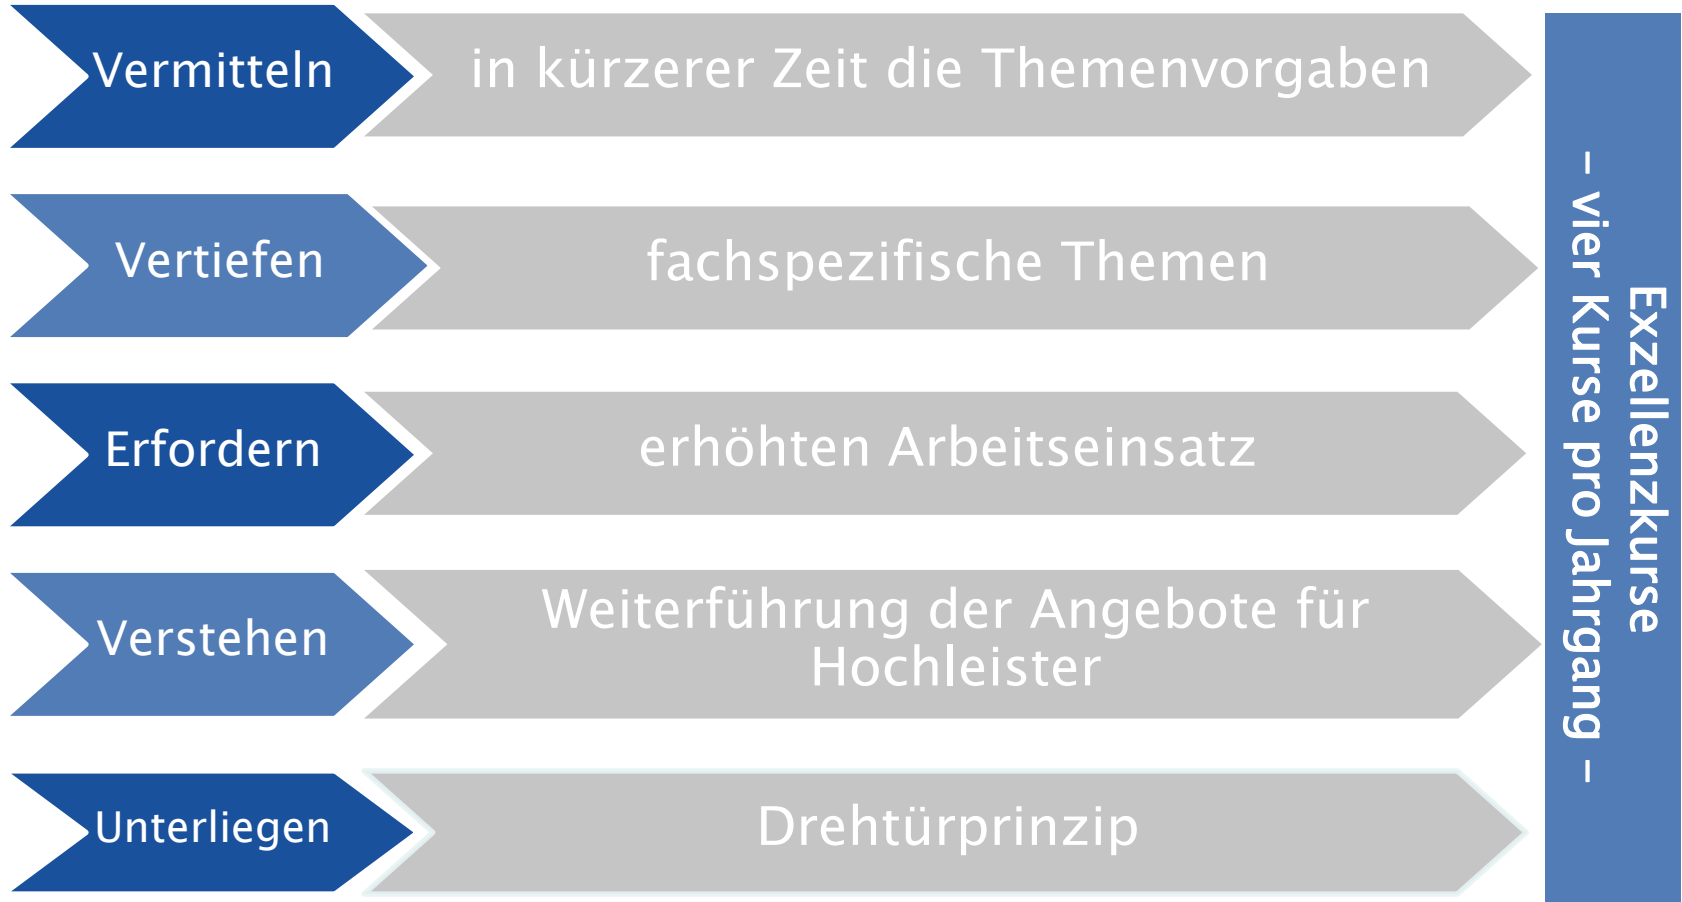 Vermitteln
in kürzerer Zeit die Themenvorgaben
Vertiefen
fachspezifische Themen
Erfordern
erhöhten Arbeitseinsatz
Verstehen
Weiterführung der Angebote für
Hochleister
Unterliegen
Drehtürprinzip
Exzellenzkurse
– vier Kurse pro Jahrgang –